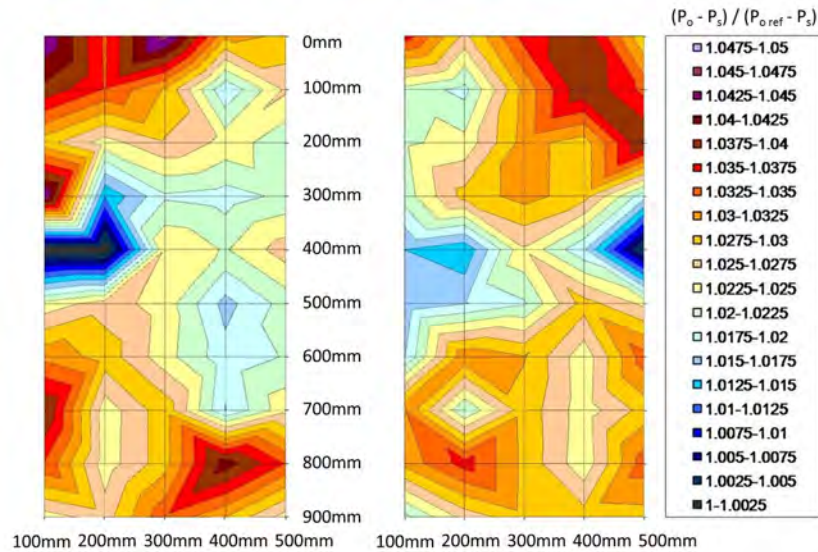 (Po - Ps) / (Po ref - Ps)
0mm
100mm
200mm
300mm
400mm
500mm
600mm
700mm
800mm
900mm
100mm 200mm 300mm 400mm 500mm
100mm 200mm 300mm 400mm 500mm
1.0475-1.05
1.045-1.0475
1.0425-1.045
1.04-1.0425
1.0375-1.04
1.035-1.0375
1.0325-1.035
1.03-1.0325
1.0275-1.03
1.025-1.0275
1.0225-1.025
1.02-1.0225
1.0175-1.02
1.015-1.0175
1.0125-1.015
1.01-1.0125
1.0075-1.01
1.005-1.0075
1.0025-1.005
1-1.0025